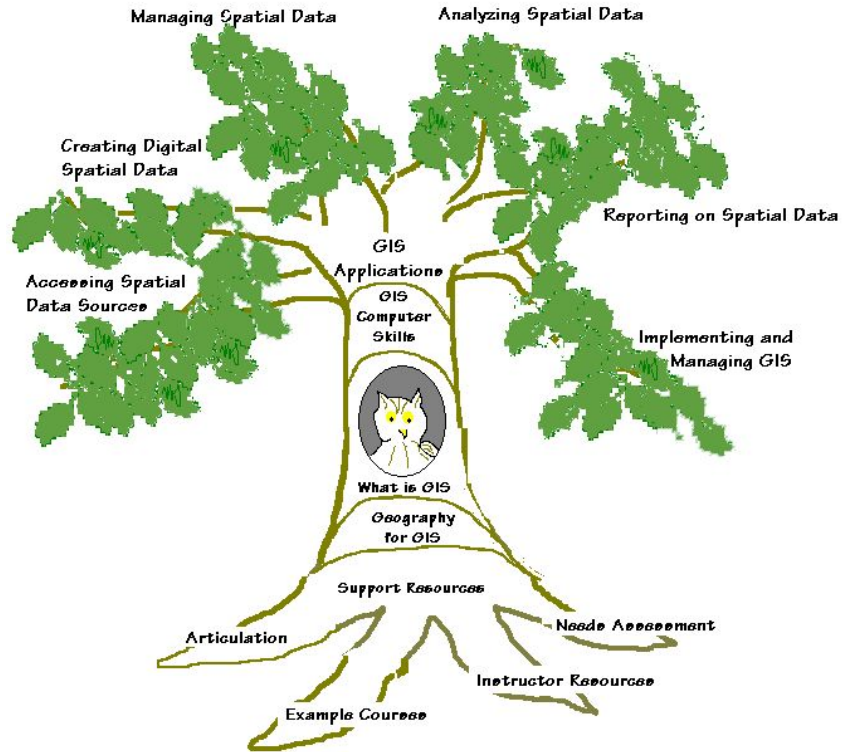 Managing Spatial Data
Analyzing Spatial Data
Creating Digital
Spatial Data
Reporting on Spatial Data
Accessing Spatial
Data Sources
Implementing and
Managing GIS
GIS
Applications
GIS
Computer
Skills
What is GIS
Geography
for GIS
Support Resources
Articulation
Needs Assessment
Example Courses
Instructor Resources